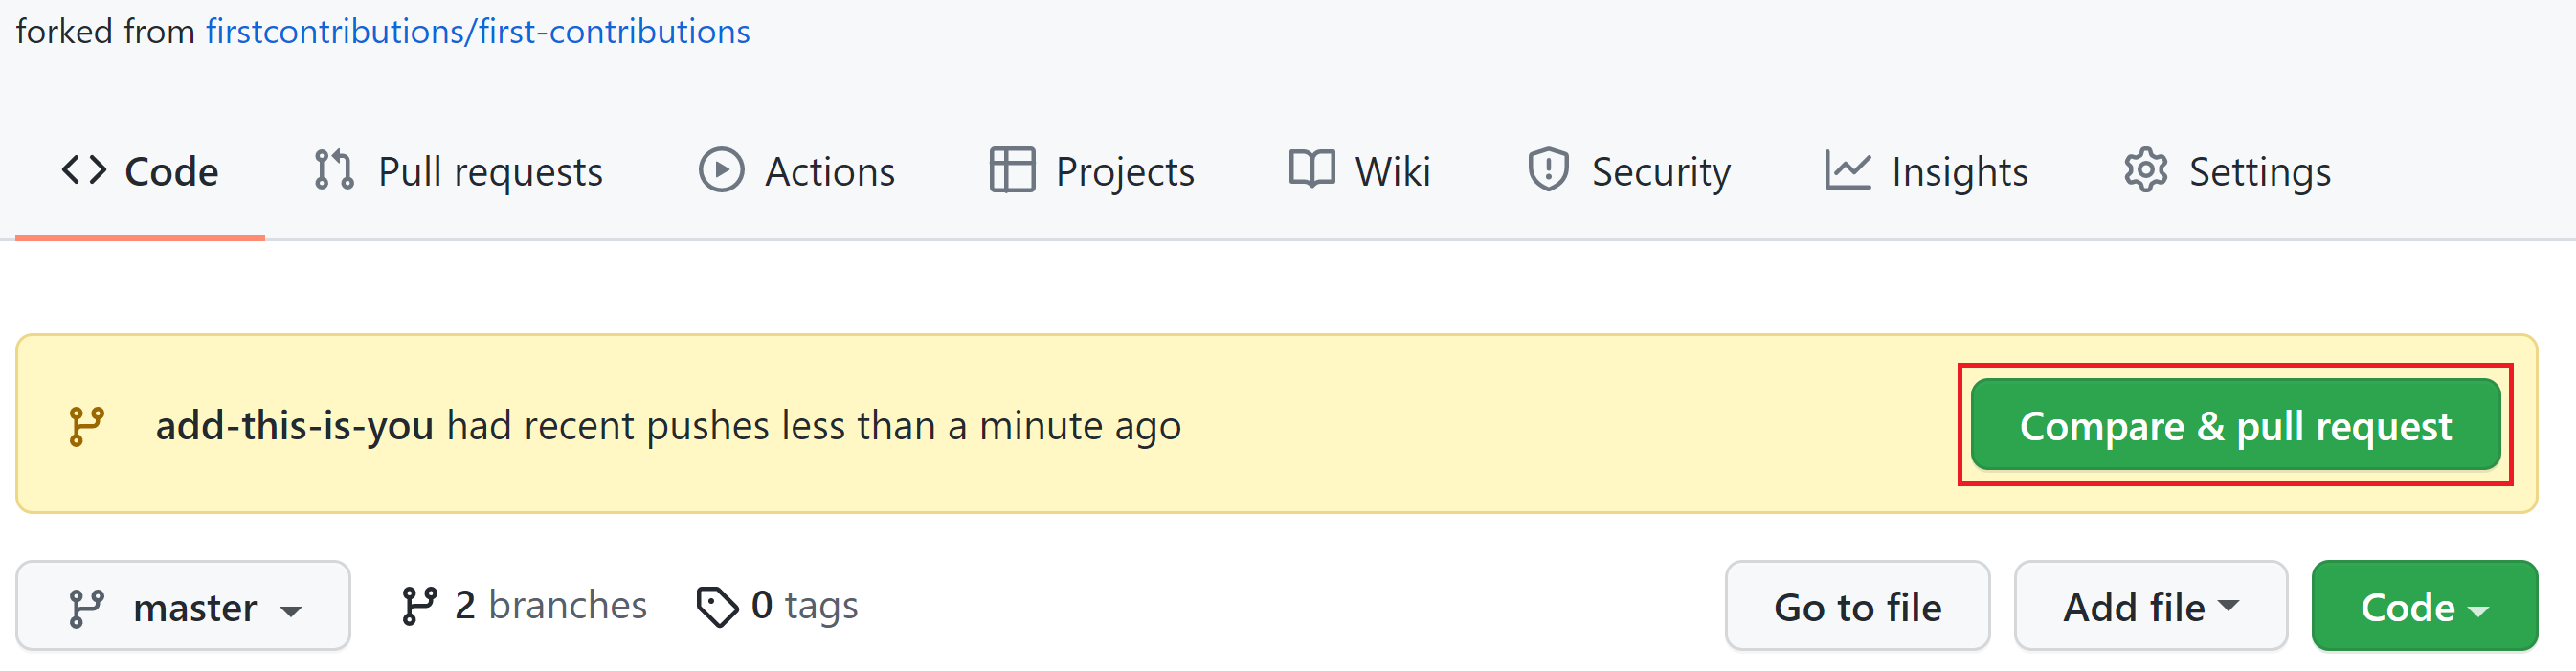 forked from firstcontributions/first-contributions
Code Pull requests Actions Projects Wiki Security Insights Settings
add-this-is-you had recent pushes less than a minute ago Compare & pull request
master 2 branches 0 tags Go to file Add file Code